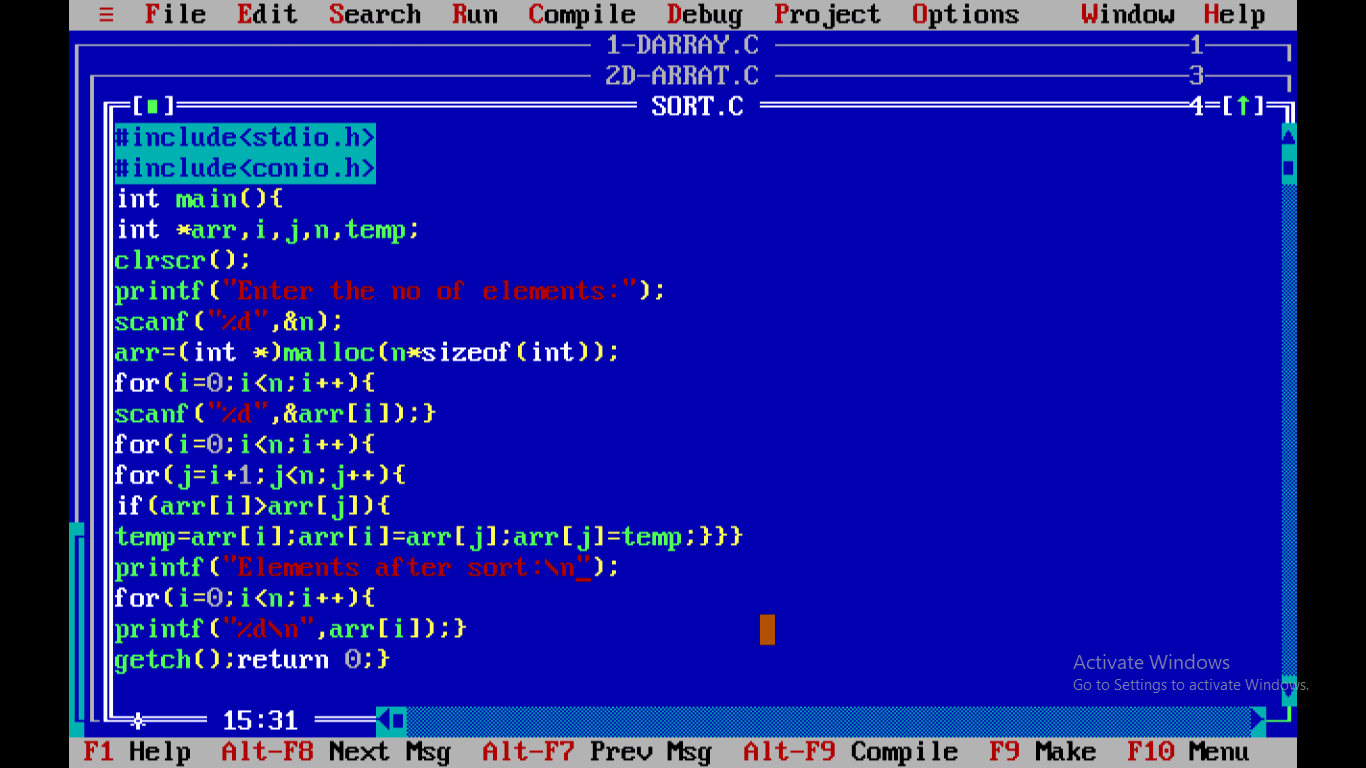 ≡ File Edit Search Run Compile Debug Project Options Window Help
1-DARRAY.C 1
2D-ARRAT.C 3
[■] SORT.C 4=[↑]
#include<stdio.h>
#include<conio.h>
int main(){
int *arr,i,j,n,temp;
clrscr();
printf("Enter the no of elements:");
scanf("%d",&n);
arr=(int *)malloc(n*sizeof(int));
for(i=0;i<n;i++){
scanf("%d",&arr[i]);}
for(i=0;i<n;i++){
for(j=i+1;j<n;j++){
if(arr[i]>arr[j]){
temp=arr[i];arr[i]=arr[j];arr[j]=temp;}}}
printf("Elements after sort:\n");
for(i=0;i<n;i++){
printf("%d\n",arr[i]);}
getch();return 0;}
Activate Windows
Go to Settings to activate Windows.
15:31
F1 Help Alt-F8 Next Msg Alt-F7 Prev Msg Alt-F9 Compile F9 Make F10 Menu